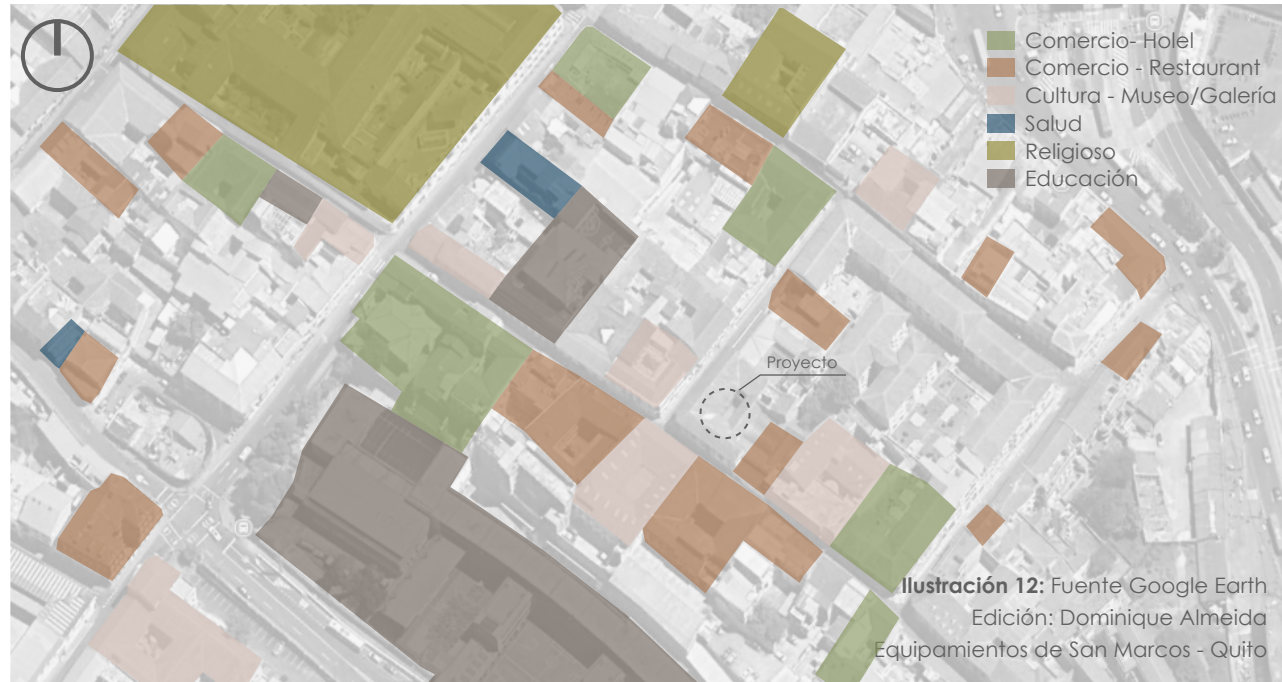 Comercio- Holel
Comercio - Restaurant
Cultura - Museo/Galería
Salud
Religioso
Educación
Proyecto
Ilustración 12: Fuente Google Earth
Edición: Dominique Almeida
Equipamientos de San Marcos - Quito